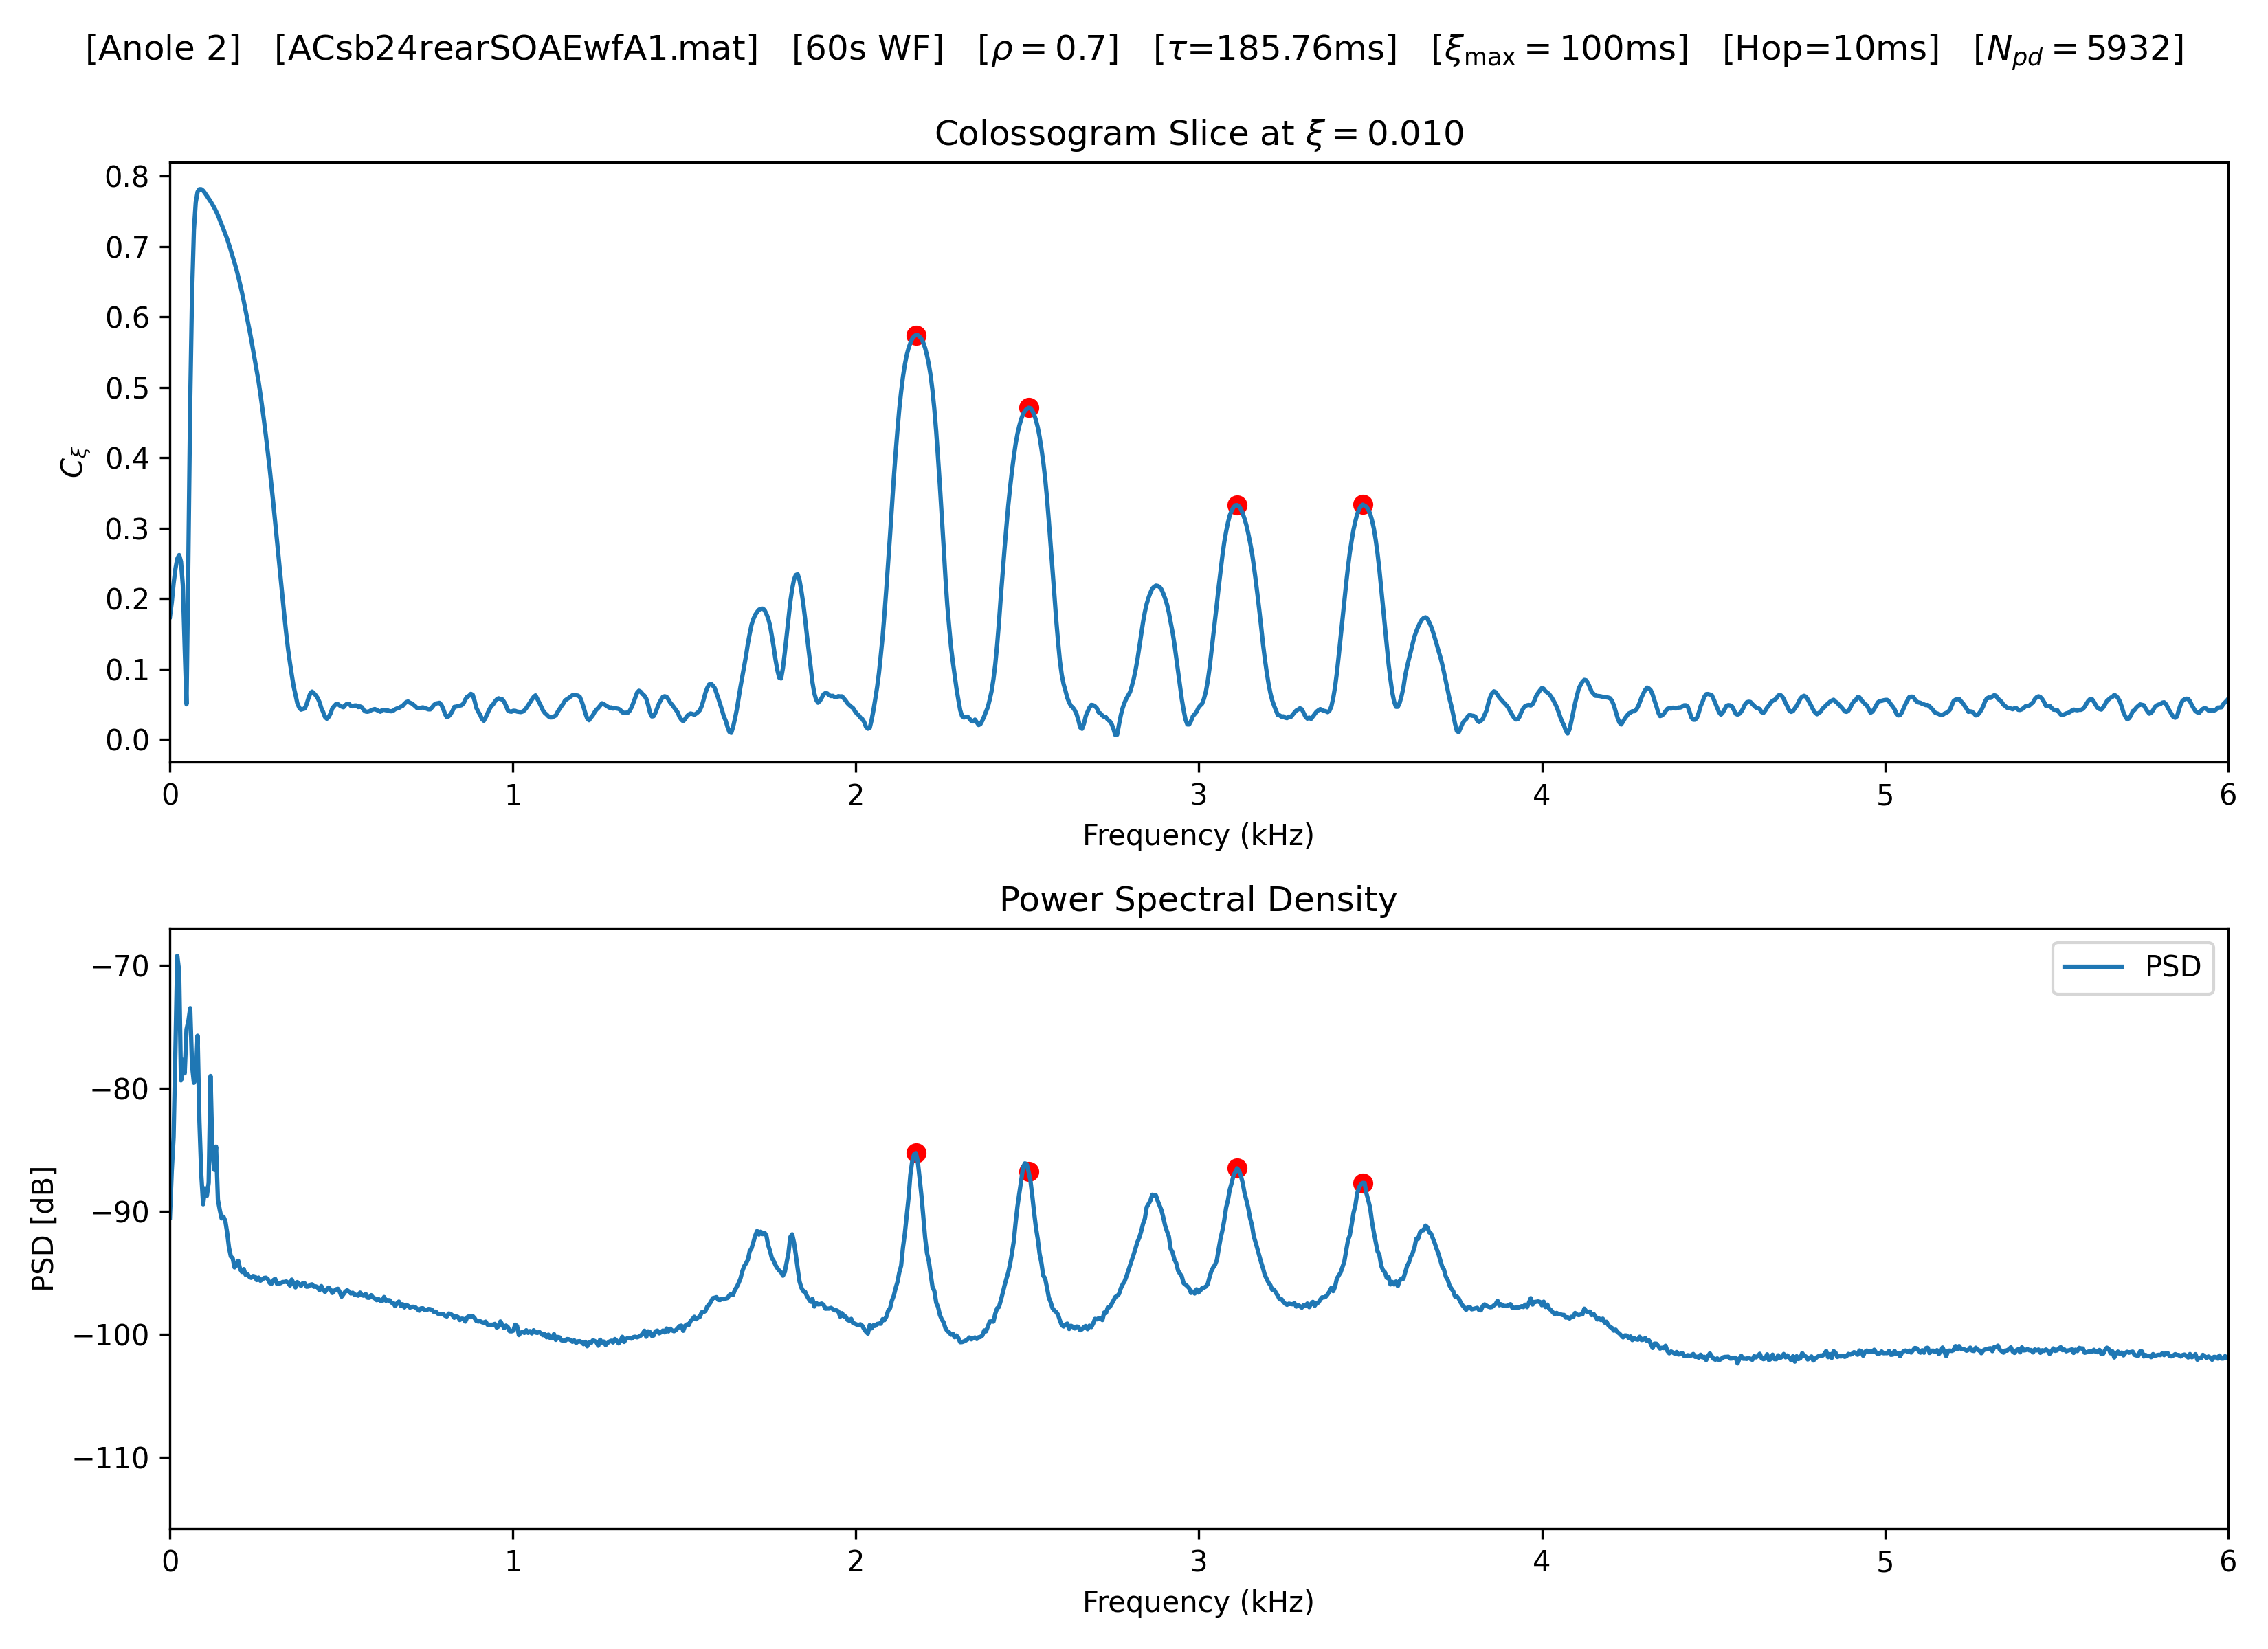 [Anole 2] [ACsb24rearSOAEwfA1.mat] [60s WF] [ρ = 0.7] [τ=185.76ms] [ξmax = 100ms] [Hop=10ms] [Npd = 5932]
Colossogram Slice at ξ = 0.010
0.8
0.7
0.6
0.5
0.4
0.3
0.2
0.1
0.0
Cξ
0 1 2 3 4 5 6
Frequency (kHz)
Power Spectral Density
PSD
−70
−80
−90
−100
−110
PSD [dB]
0 1 2 3 4 5 6
Frequency (kHz)